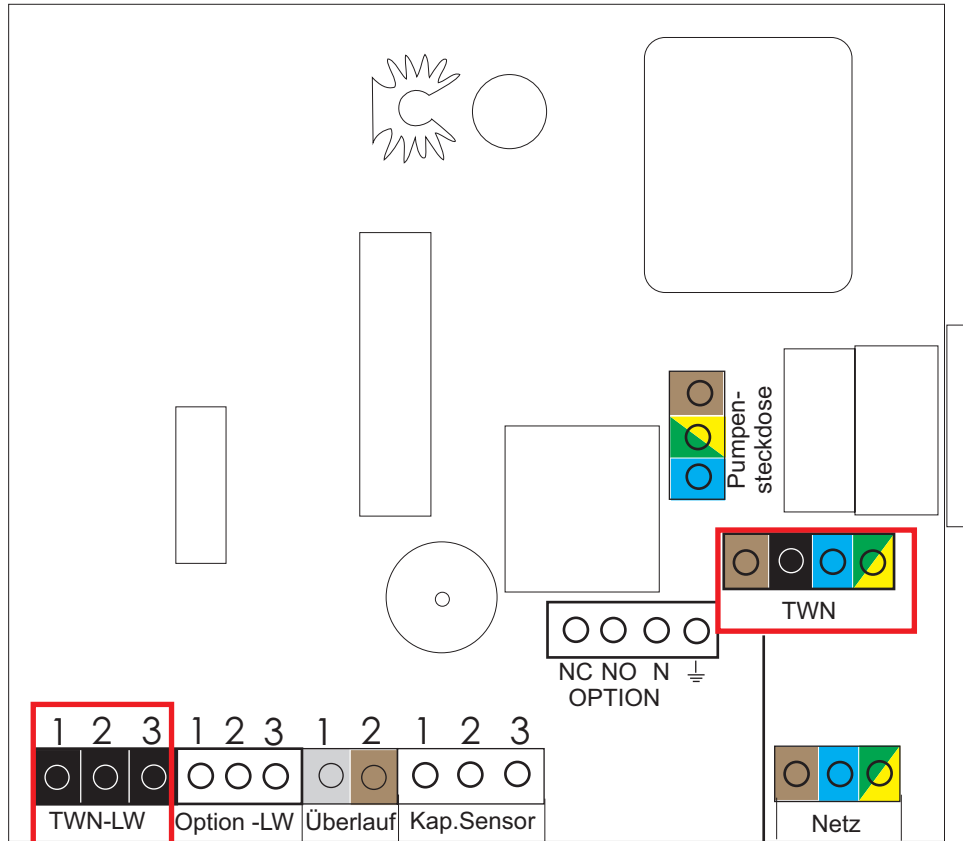 Pumpen-
steckdose
TWN
NC NO N
OPTION
1 2 3 1 2 3 1 2 1 2 3
TWN-LW Option -LW Überlauf Kap.Sensor Netz